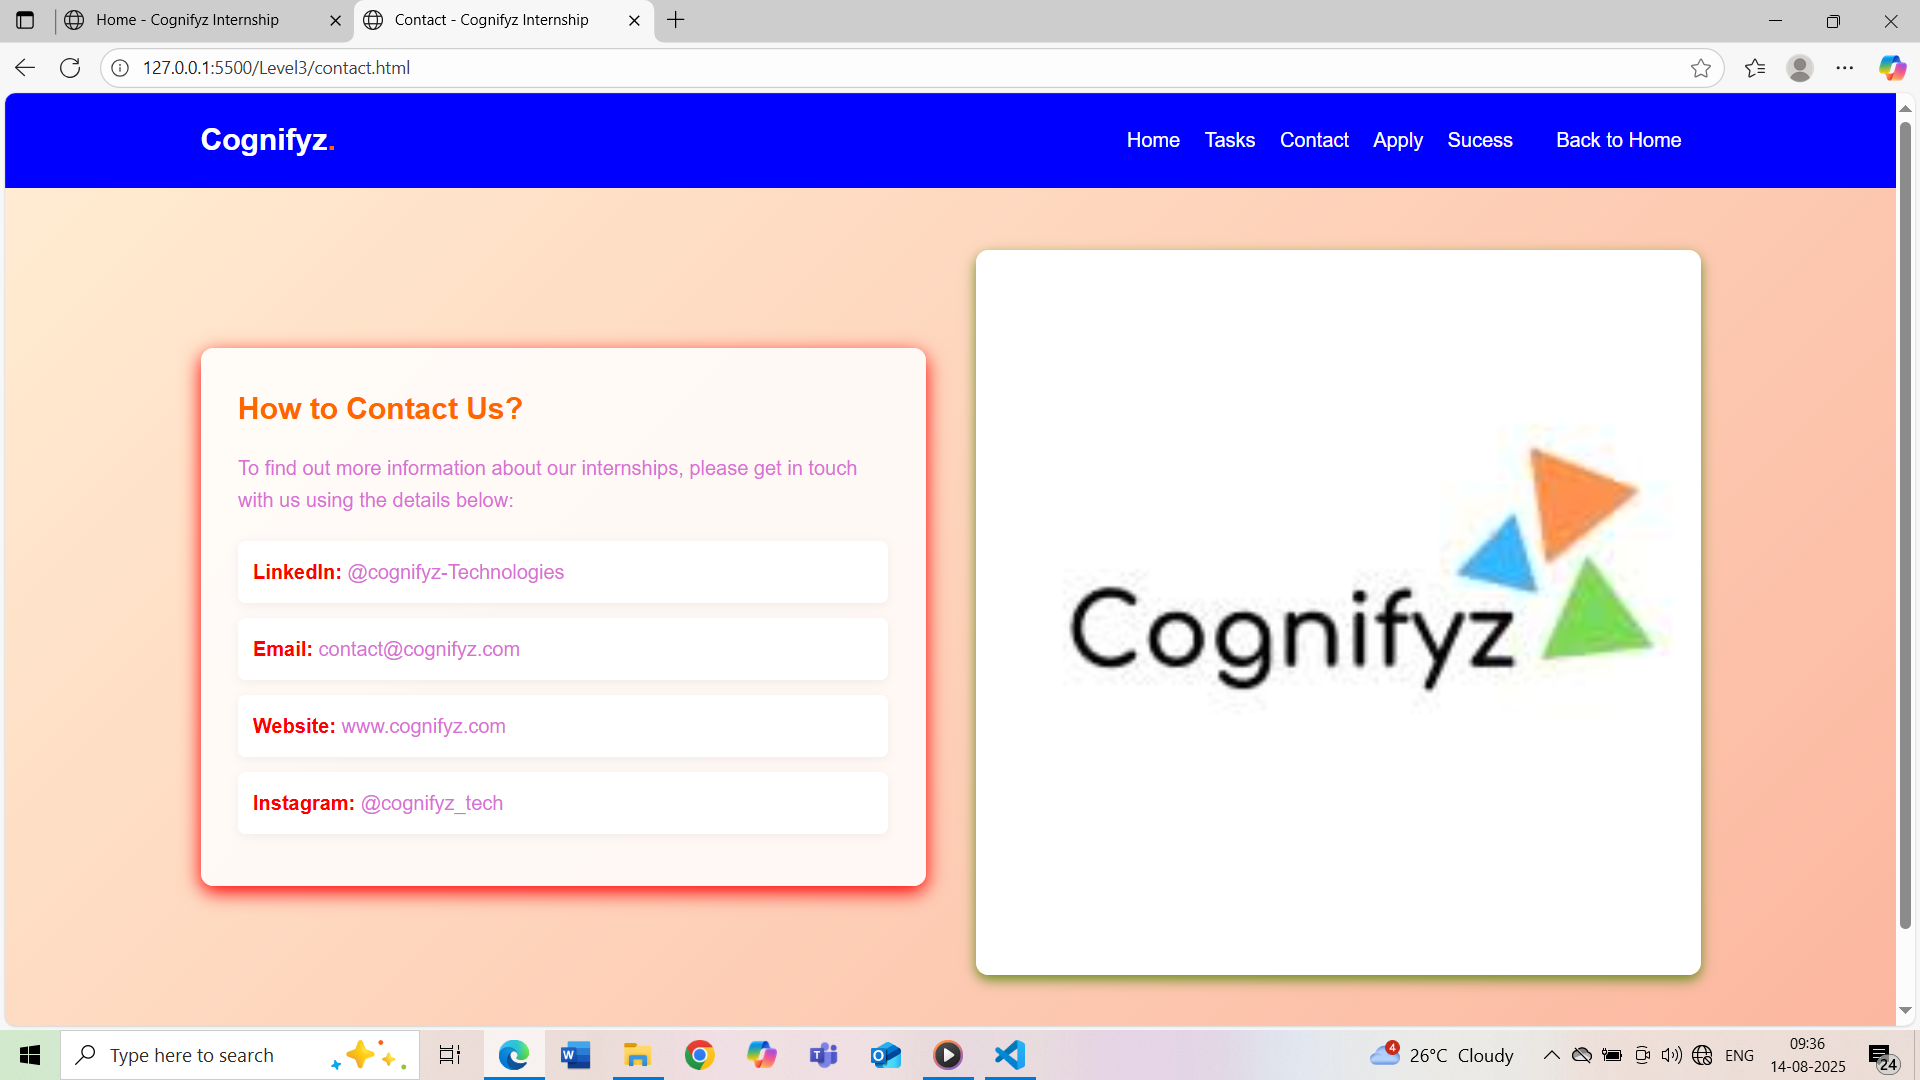 Home - Cognifyz Internship
Contact - Cognifyz Internship
127.0.0.1:5500/Level3/contact.html
Cognifyz.
Home Tasks Contact Apply Sucess Back to Home
How to Contact Us?
To find out more information about our internships, please get in touch
with us using the details below:
LinkedIn: @cognifyz-Technologies
Email: contact@cognifyz.com
Website: www.cognifyz.com
Instagram: @cognifyz_tech
Cognifyz
Type here to search
4
26°C Cloudy
ENG
09:36
14-08-2025
24